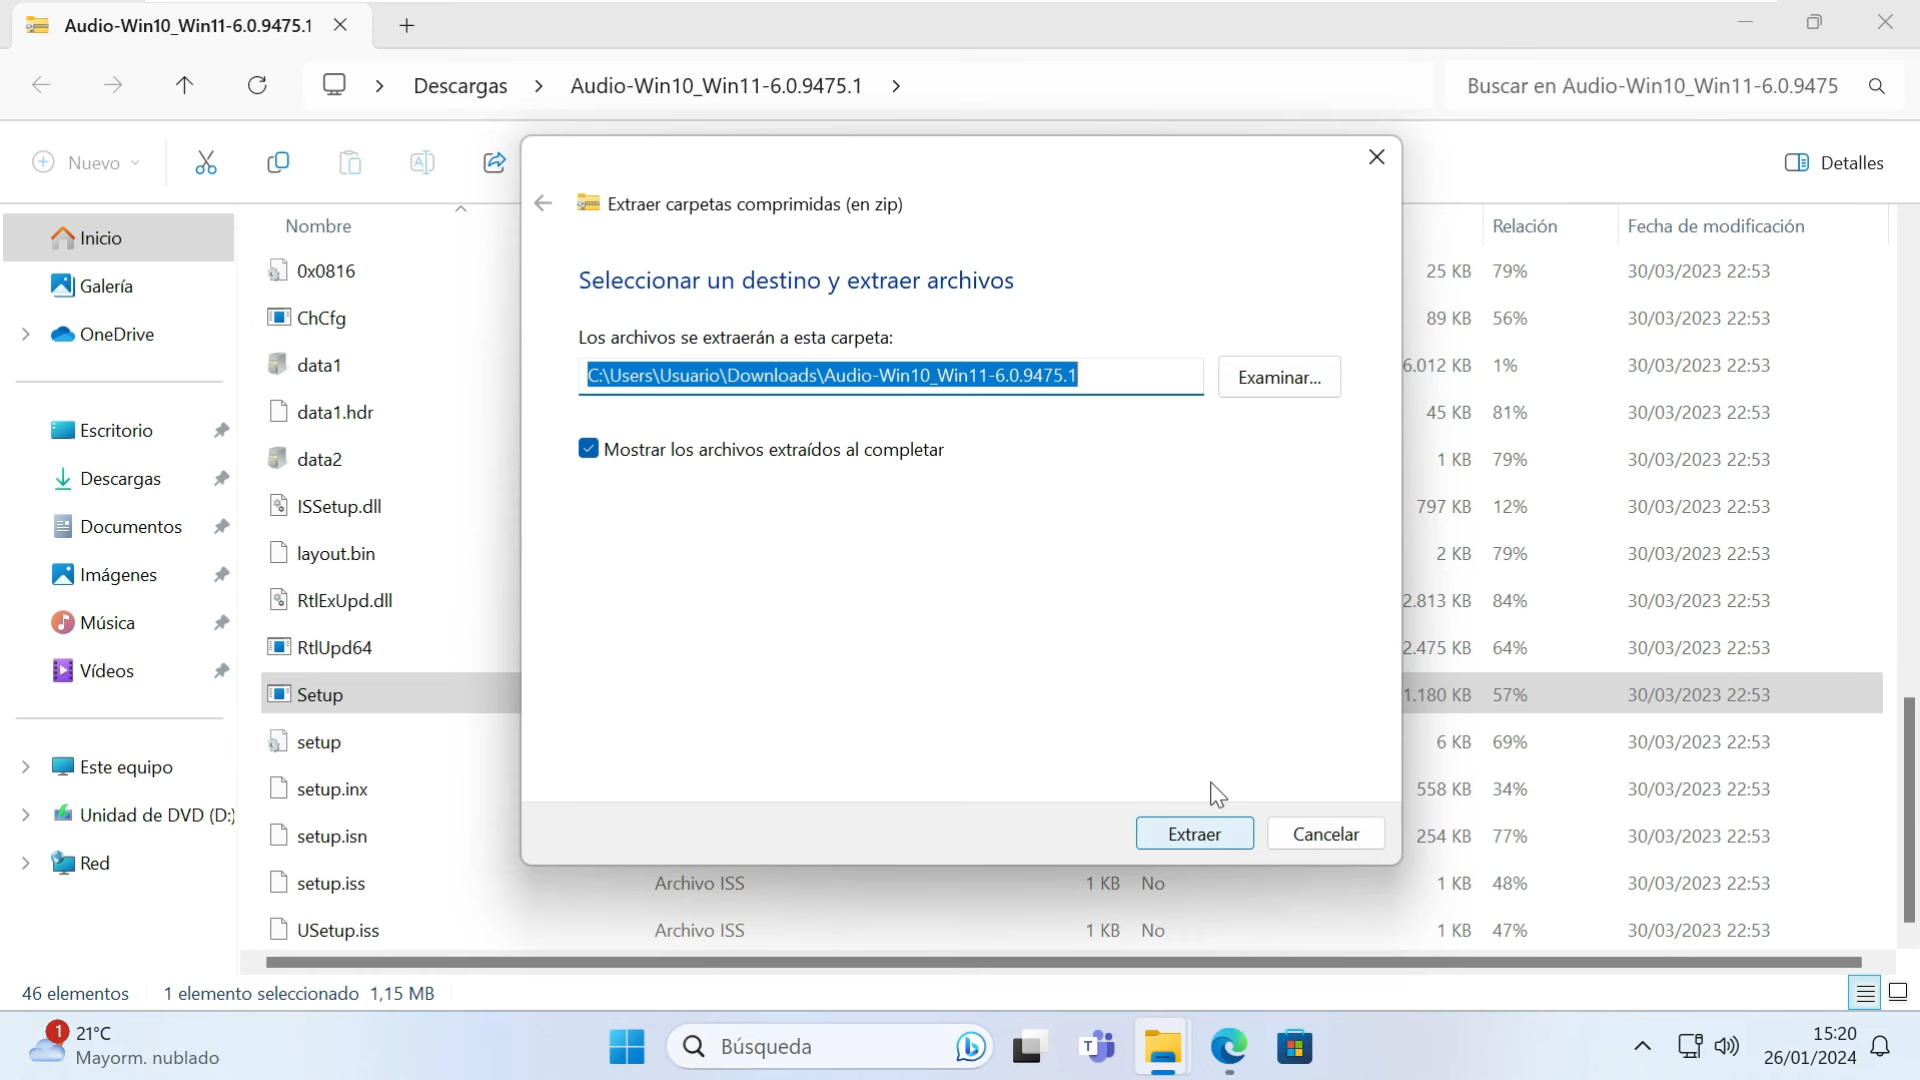 Audio-Win10_Win11-6.0.9475.1
Descargas > Audio-Win10_Win11-6.0.9475.1 >
Buscar en Audio-Win10_Win11-6.0.9475
Nuevo
Detalles
Extraer carpetas comprimidas (en zip)
Seleccionar un destino y extraer archivos
Los archivos se extraerán a esta carpeta:
C:\Users\Usuario\Downloads\Audio-Win10_Win11-6.0.9475.1
Examinar...
Mostrar los archivos extraídos al completar
Extraer
Cancelar
Inicio
Galería
OneDrive
Escritorio
Descargas
Documentos
Imágenes
Música
Vídeos
Este equipo
Unidad de DVD (D:)
Red
Nombre Relación Fecha de modificación
0x0816 25 KB 79% 30/03/2023 22:53
ChCfg 89 KB 56% 30/03/2023 22:53
data1 6.012 KB 1% 30/03/2023 22:53
data1.hdr 45 KB 81% 30/03/2023 22:53
data2 1 KB 79% 30/03/2023 22:53
ISSetup.dll 797 KB 12% 30/03/2023 22:53
layout.bin 2 KB 79% 30/03/2023 22:53
RtlExUpd.dll 2.813 KB 84% 30/03/2023 22:53
RtlUpd64 2.475 KB 64% 30/03/2023 22:53
Setup 1.180 KB 57% 30/03/2023 22:53
setup 6 KB 69% 30/03/2023 22:53
setup.inx 558 KB 34% 30/03/2023 22:53
setup.isn 254 KB 77% 30/03/2023 22:53
setup.iss Archivo ISS 1 KB No 1 KB 48% 30/03/2023 22:53
USetup.iss Archivo ISS 1 KB No 1 KB 47% 30/03/2023 22:53
46 elementos 1 elemento seleccionado 1,15 MB
1
21°C
Mayorm. nublado
Búsqueda
15:20
26/01/2024